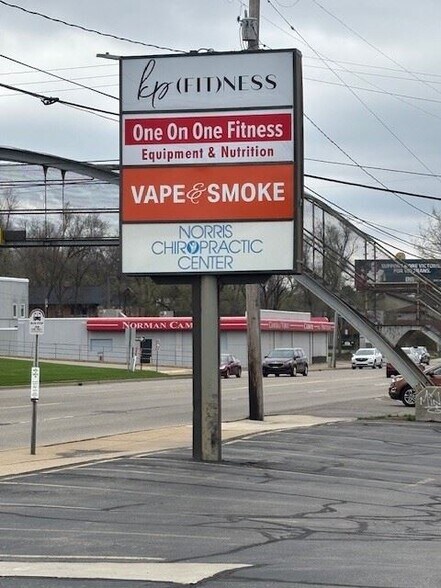 kp (FIT)NESS
One On One Fitness
Equipment & Nutrition
VAPE & SMOKE
NORRIS
CHIROPRACTIC
CENTER
NORMAN CAM